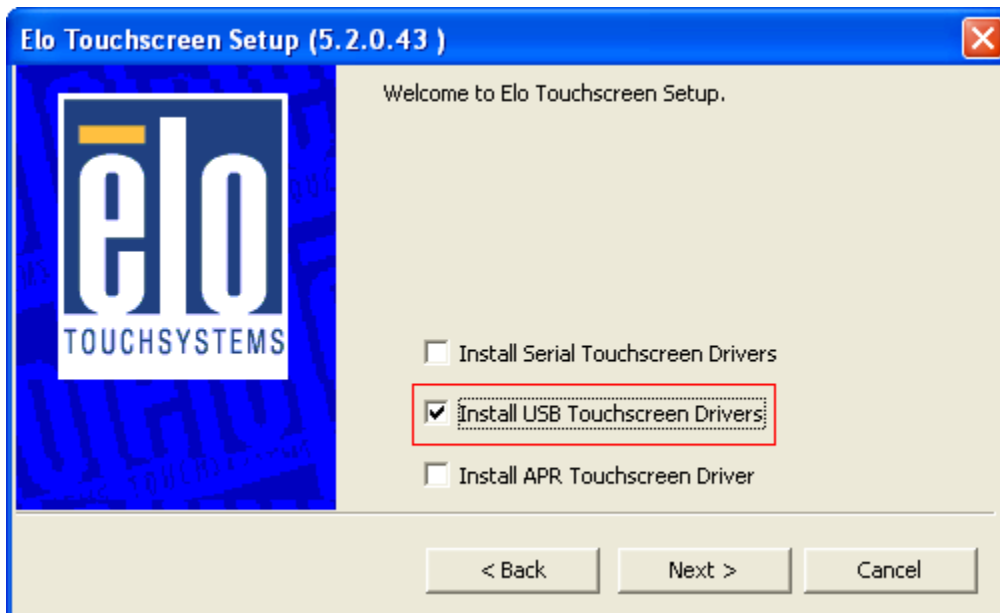 Elo Touchscreen Setup (5.2.0.43 )
Welcome to Elo Touchscreen Setup.
ēlo
TOUCHSYSTEMS
Install Serial Touchscreen Drivers
Install USB Touchscreen Drivers
Install APR Touchscreen Driver
< Back
Next >
Cancel